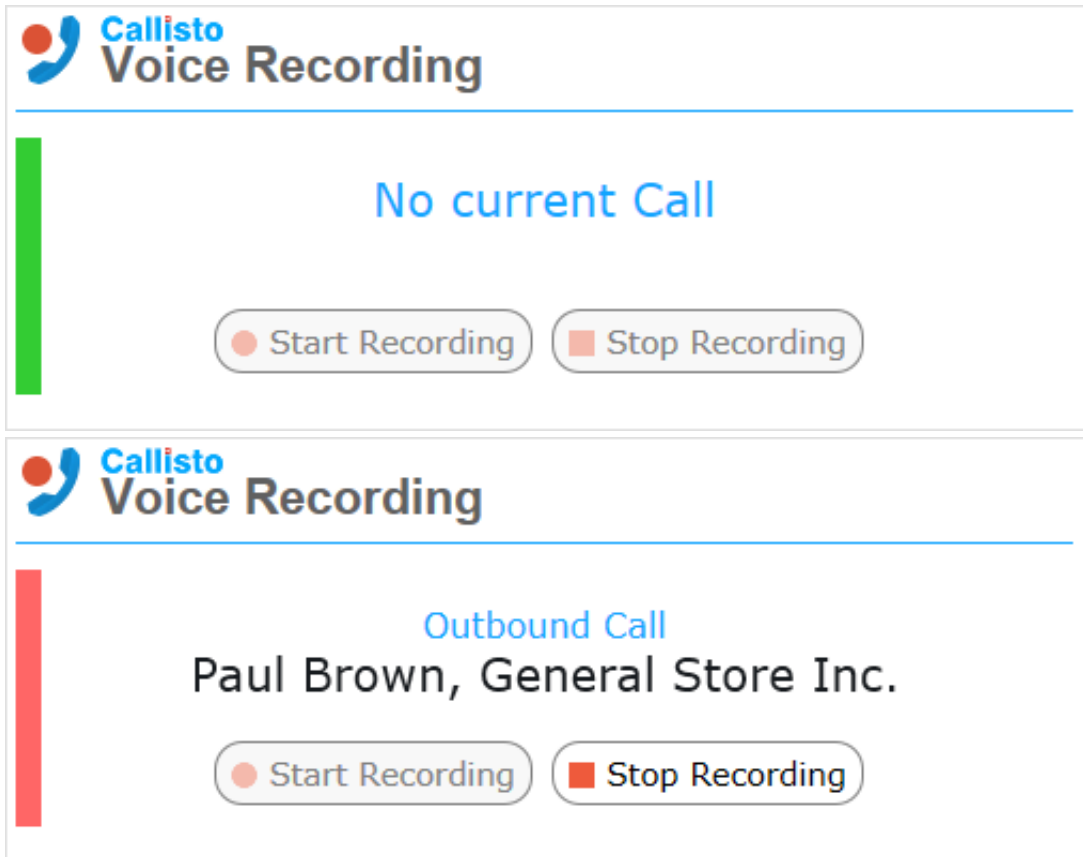 Callisto
Voice Recording
No current Call
Start Recording Stop Recording
Callisto
Voice Recording
Outbound Call
Paul Brown, General Store Inc.
Start Recording Stop Recording